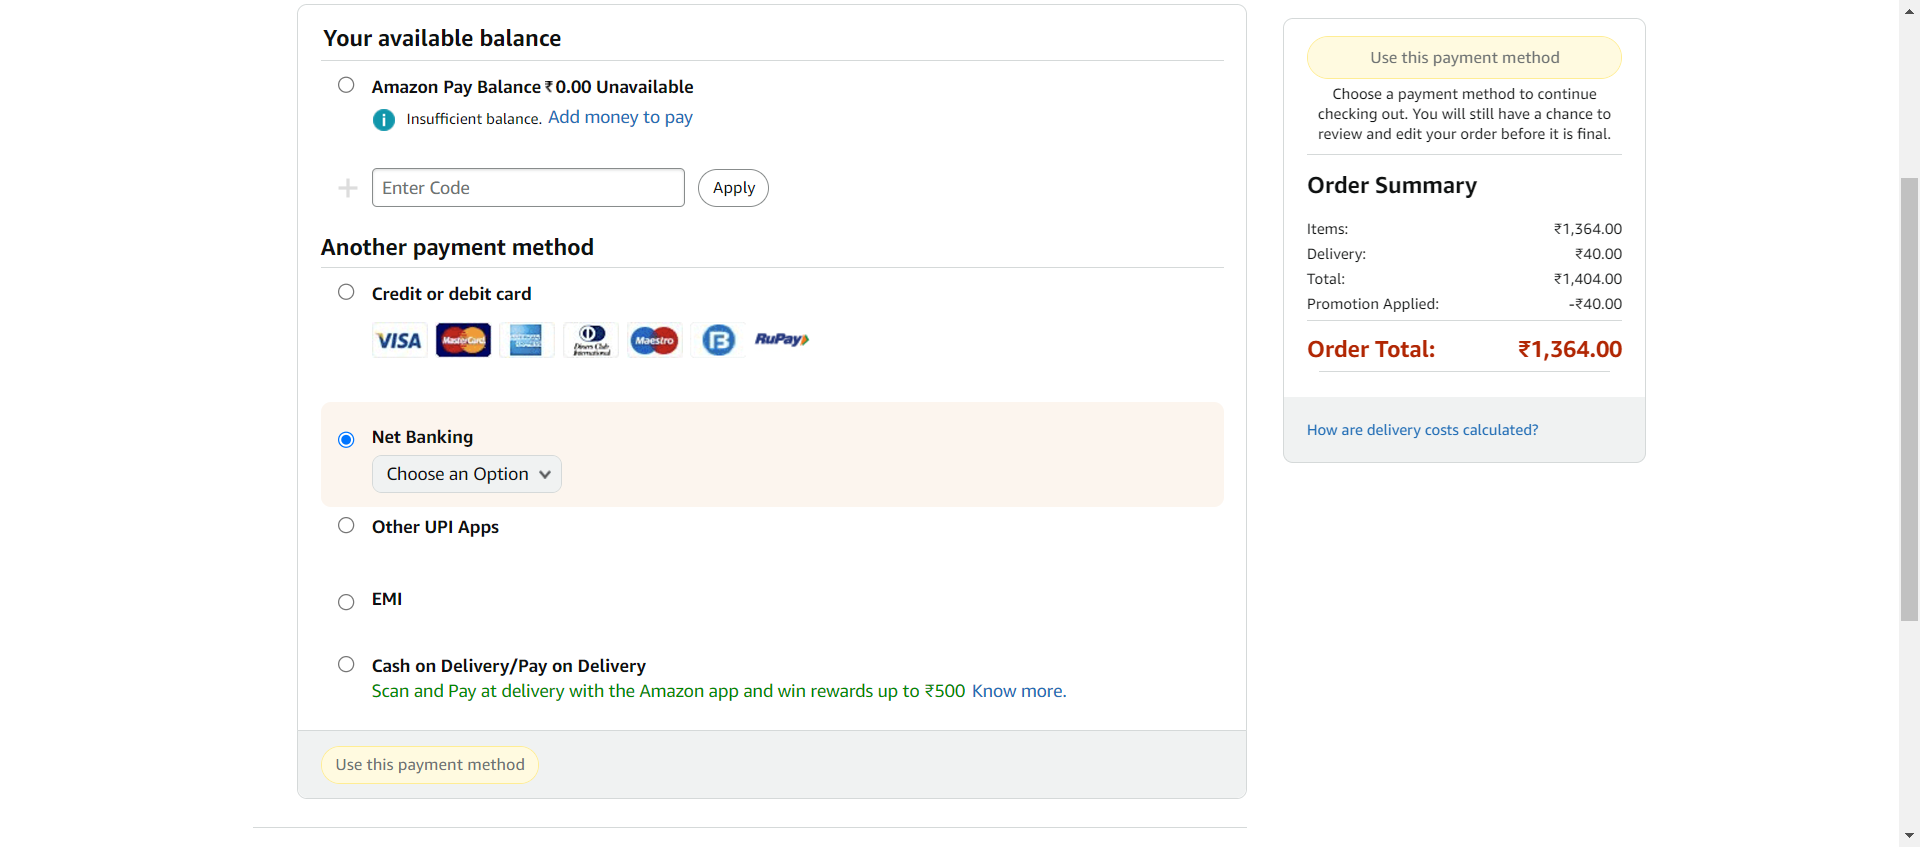 Your available balance
Amazon Pay Balance ₹0.00 Unavailable
i Insufficient balance. Add money to pay
Enter Code
Apply
Another payment method
Credit or debit card
VISA MasterCard AMERICAN EXPRESS Diners Club International Maestro B RuPay
Net Banking
Choose an Option
Other UPI Apps
EMI
Cash on Delivery/Pay on Delivery
Scan and Pay at delivery with the Amazon app and win rewards up to ₹500 Know more.
Use this payment method
Use this payment method
Choose a payment method to continue
checking out. You will still have a chance to
review and edit your order before it is final.
Order Summary
Items: ₹1,364.00
Delivery: ₹40.00
Total: ₹1,404.00
Promotion Applied: -₹40.00
Order Total: ₹1,364.00
How are delivery costs calculated?